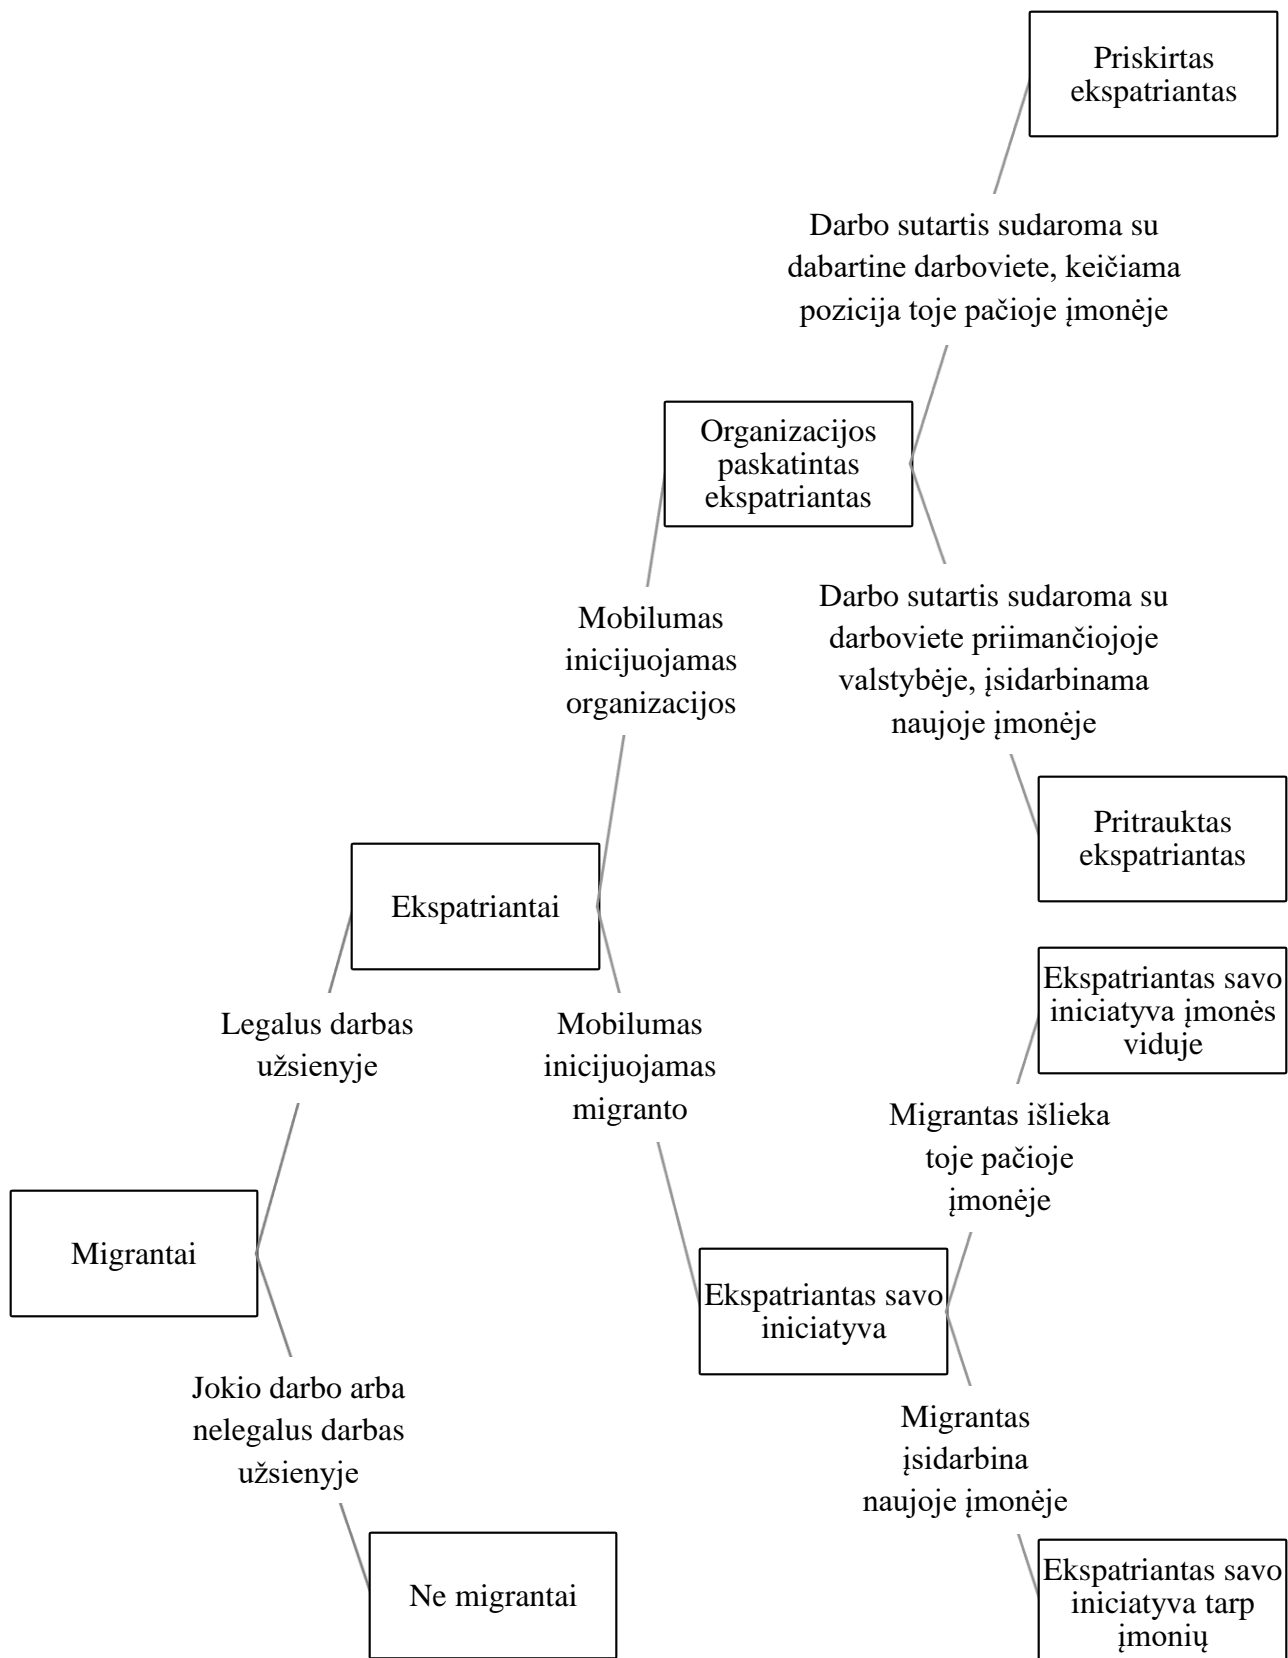 Priskirtas
ekspatriantas
Darbo sutartis sudaroma su
dabartine darboviete, keičiama
pozicija toje pačioje įmonėje
Organizacijos
paskatintas
ekspatriantas
Mobilumas
inicijuojamas
organizacijos
Darbo sutartis sudaroma su
darboviete priimančiojoje
valstybėje, įsidarbinama
naujoje įmonėje
Pritrauktas
ekspatriantas
Ekspatriantai
Ekspatriantas savo
iniciatyva įmonės
viduje
Legalus darbas
užsienyje
Mobilumas
inicijuojamas
migranto
Migrantas išlieka
toje pačioje
įmonėje
Migrantai
Ekspatriantas savo
iniciatyva
Jokio darbo arba
nelegalus darbas
užsienyje
Migrantas
įsidarbina
naujoje įmonėje
Ne migrantai
Ekspatriantas savo
iniciatyva tarp
įmonių